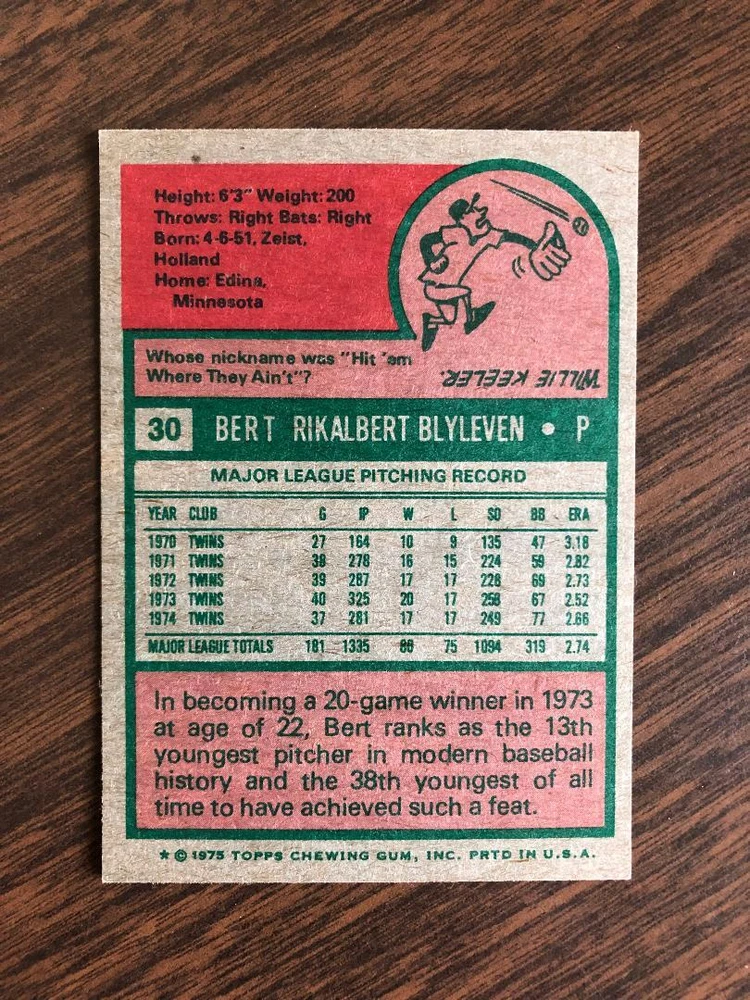 Height: 6'3" Weight: 200
Throws: Right Bats: Right
Born: 4-6-51, Zeist,
Holland
Home: Edina,
Minnesota
Whose nickname was "Hit 'em
Where They Ain't"?
WILLIE KEELER.
30 BERT RIKALBERT BLYLEVEN • P
MAJOR LEAGUE PITCHING RECORD
YEAR CLUB G IP W L SO BB ERA
1970 TWINS 27 164 10 9 135 47 3.18
1971 TWINS 38 278 16 15 224 59 2.82
1972 TWINS 39 287 17 17 228 69 2.73
1973 TWINS 40 325 20 17 258 67 2.52
1974 TWINS 37 281 17 17 249 77 2.66
MAJOR LEAGUE TOTALS 181 1335 80 75 1094 319 2.74
In becoming a 20-game winner in 1973
at age of 22, Bert ranks as the 13th
youngest pitcher in modern baseball
history and the 38th youngest of all
time to have achieved such a feat.
* © 1975 TOPPS CHEWING GUM, INC. PRTD IN U.S.A.